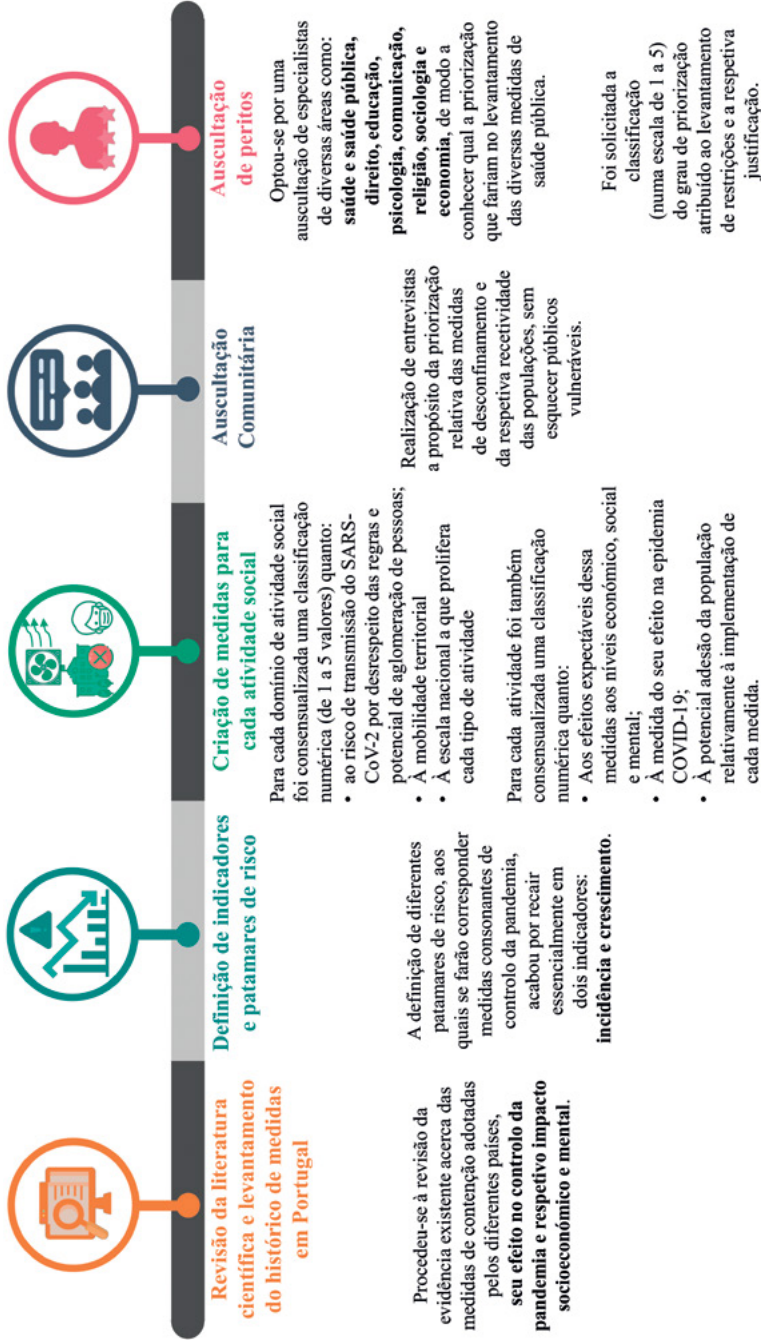 Revisão da literatura
científica e levantamento
do histórico de medidas
em Portugal
Procedeu-se à revisão da
evidência existente acerca das
medidas de contenção adotadas
pelos diferentes países,
seu efeito no controlo da
pandemia e respetivo impacto
socioeconómico e mental.
Definição de indicadores
e patamares de risco
A definição de diferentes
patamares de risco, aos
quais se farão corresponder
medidas consonantes de
controlo da pandemia,
acabou por recair
essencialmente em
dois indicadores:
incidência e crescimento.
Criação de medidas para
cada atividade social
Para cada domínio de atividade social
foi consensualizada uma classificação
numérica (de 1 a 5 valores) quanto:
• ao risco de transmissão do SARS-
CoV-2 por desrespeito das regras e
potencial de aglomeração de pessoas;
• À mobilidade territorial
• À escala nacional a que prolifera
cada tipo de atividade
Para cada atividade foi também
consensualizada uma classificação
numérica quanto:
• Aos efeitos expectáveis dessa
medidas aos níveis económico, social
e mental;
• À medida do seu efeito na epidemia
COVID-19;
• À potencial adesão da população
relativamente à implementação de
cada medida.
Auscultação
Comunitária
Realização de entrevistas
a propósito da priorização
relativa das medidas
de desconfinamento e
da respetiva recetividade
das populações, sem
esquecer públicos
vulneráveis.
Auscultação
de peritos
Optou-se por uma
auscultação de especialistas
de diversas áreas como:
saúde e saúde pública,
direito, educação,
psicologia, comunicação,
religião, sociologia e
economia, de modo a
conhecer qual a priorização
que fariam no levantamento
das diversas medidas de
saúde pública.
Foi solicitada a
classificação
(numa escala de 1 a 5)
do grau de priorização
atribuído ao levantamento
de restrições e a respetiva
justificação.